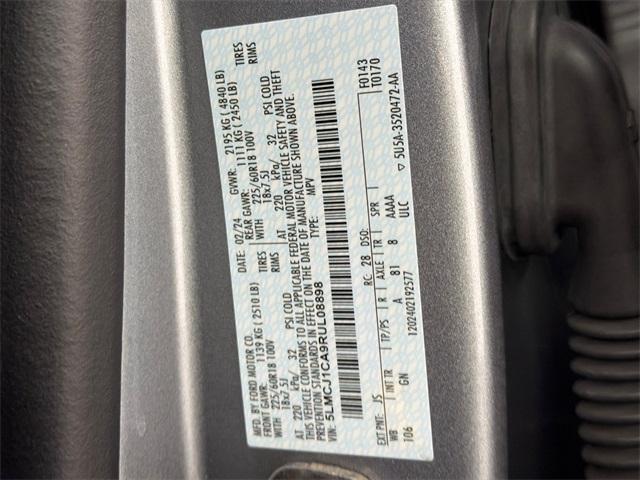 MFD. BY FORD MOTOR CO.
DATE: 02/24 GVWR: 2195 KG ( 4840 LB)
FRONT GAWR: 1139 KG ( 2510 LB) REAR GAWR: 1111 KG ( 2450 LB)
WITH 225/60R18 100V TIRES WITH 225/60R18 100V TIRES
18x7.5J RIMS 18x7.5J RIMS
AT 220 kPa/ 32 PSI COLD AT 220 kPa/ 32 PSI COLD
THIS VEHICLE CONFORMS TO ALL APPLICABLE FEDERAL MOTOR VEHICLE SAFETY AND THEFT
PREVENTION STANDARDS IN EFFECT ON THE DATE OF MANUFACTURE SHOWN ABOVE.
VIN: 5LMCJ1CA9RUL08898 TYPE: MPV
F0143
T0170
EXT PNT: JS RC: 28 DSO:
WB INT TR TP/PS R AXLE TR SPR
106 GN A 81 8 AAAA
ULC
1202402192577 ▽ 5U5A-3520472-AA